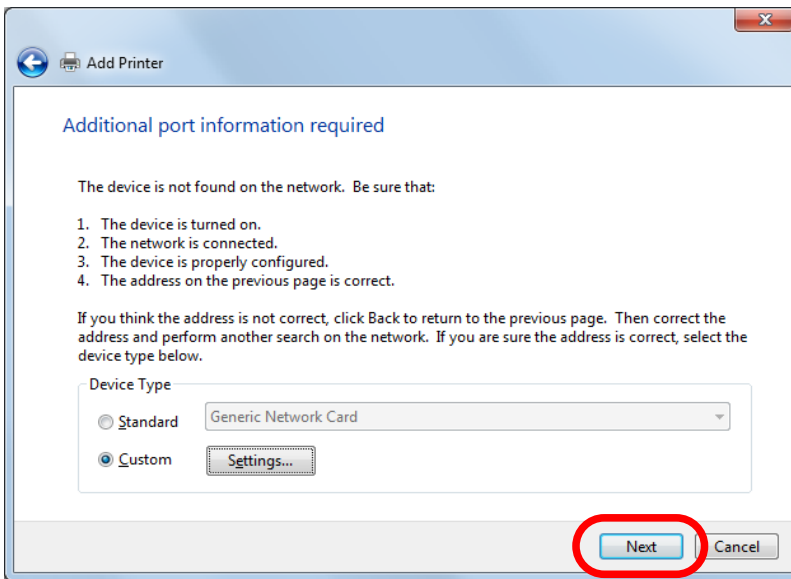 Add Printer
Additional port information required
The device is not found on the network.  Be sure that:
1.  The device is turned on.
2.  The network is connected.
3.  The device is properly configured.
4.  The address on the previous page is correct.
If you think the address is not correct, click Back to return to the previous page.  Then correct the
address and perform another search on the network.  If you are sure the address is correct, select the
device type below.
Device Type
Standard
Generic Network Card
Custom
Settings...
Next
Cancel